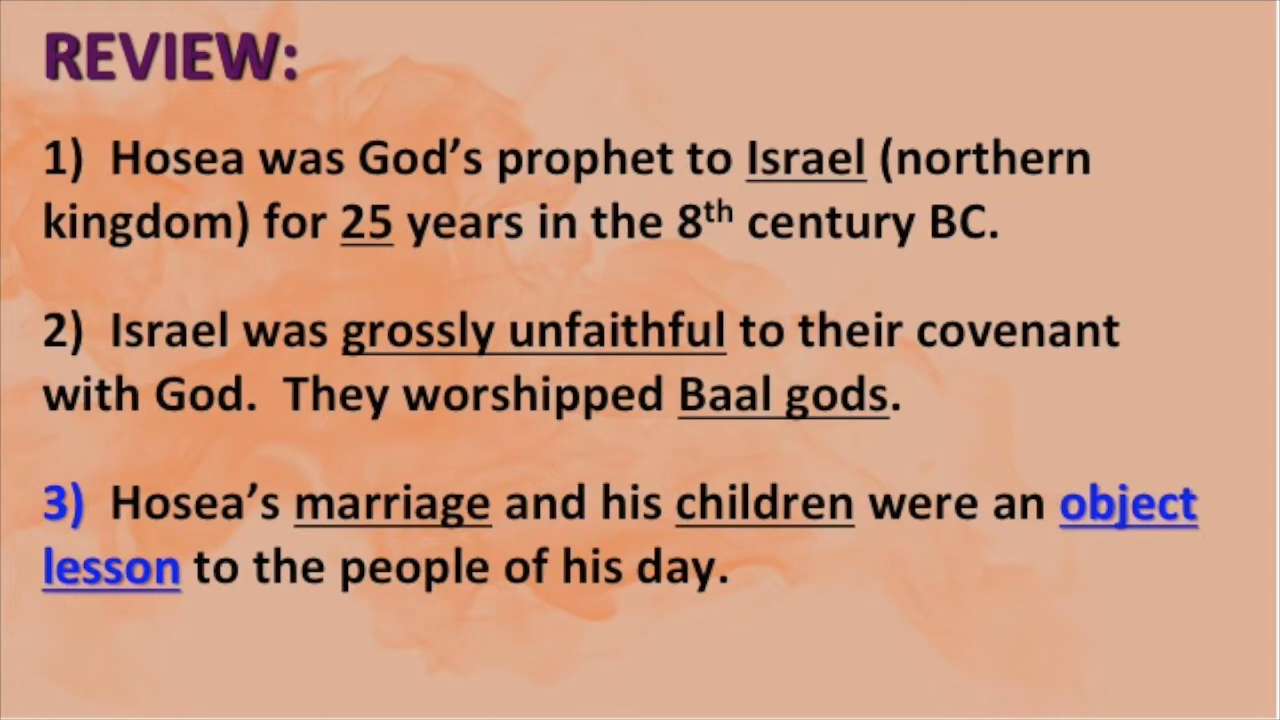 REVIEW:
1) Hosea was God's prophet to Israel (northern
kingdom) for 25 years in the 8th century BC.
2) Israel was grossly unfaithful to their covenant
with God. They worshipped Baal gods.
3) Hosea's marriage and his children were an object
lesson to the people of his day.